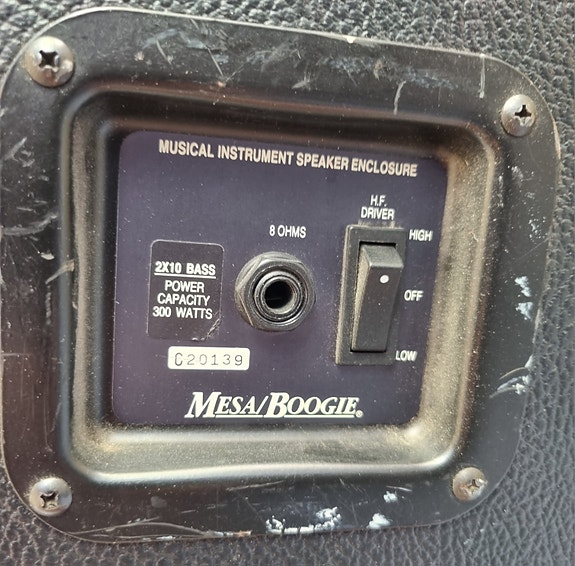 MUSICAL INSTRUMENT SPEAKER ENCLOSURE
H.F.
DRIVER
8 OHMS
HIGH
OFF
LOW
2X10 BASS
POWER
CAPACITY
300 WATTS
C20139
MESA/BOOGIE®